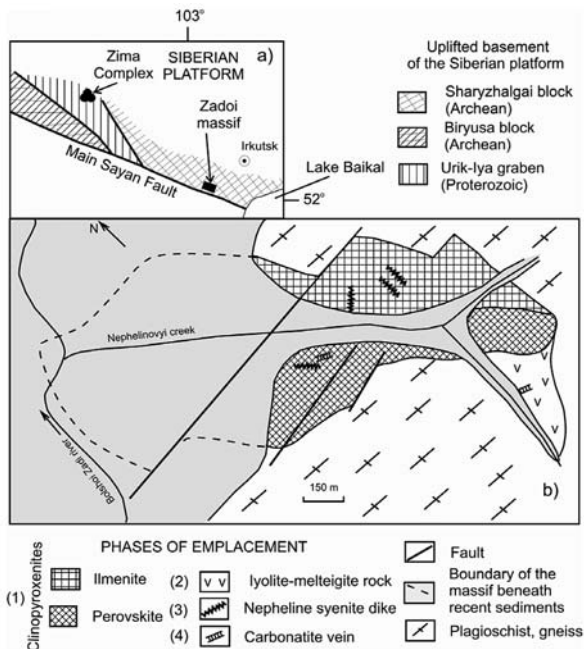 103°
SIBERIAN
PLATFORM
a)
Zima
Complex
Zadoi
massif
Irkutsk
Main Sayan Fault
Lake Baikal
52°
Uplifted basement
of the Siberian platform
Sharyzhalgai block
(Archean)
Biryusa block
(Archean)
Urik-Iya graben
(Proterozoic)
N
Nephelinovyi creek
Bolshoi Zadi river
150 m
b)
PHASES OF EMPLACEMENT
(1)
Clinopyroxenites
Ilmenite
Perovskite
(2) Iyolite-melteigite rock
(3) Nepheline syenite dike
(4) Carbonatite vein
Fault
Boundary of the
massif beneath
recent sediments
Plagioschist, gneiss